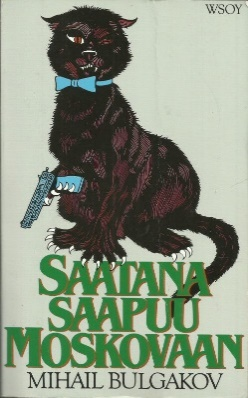 WSOY
SAATANA
SAAPUU
MOSKOVAAN
MIHAIL BULGAKOV